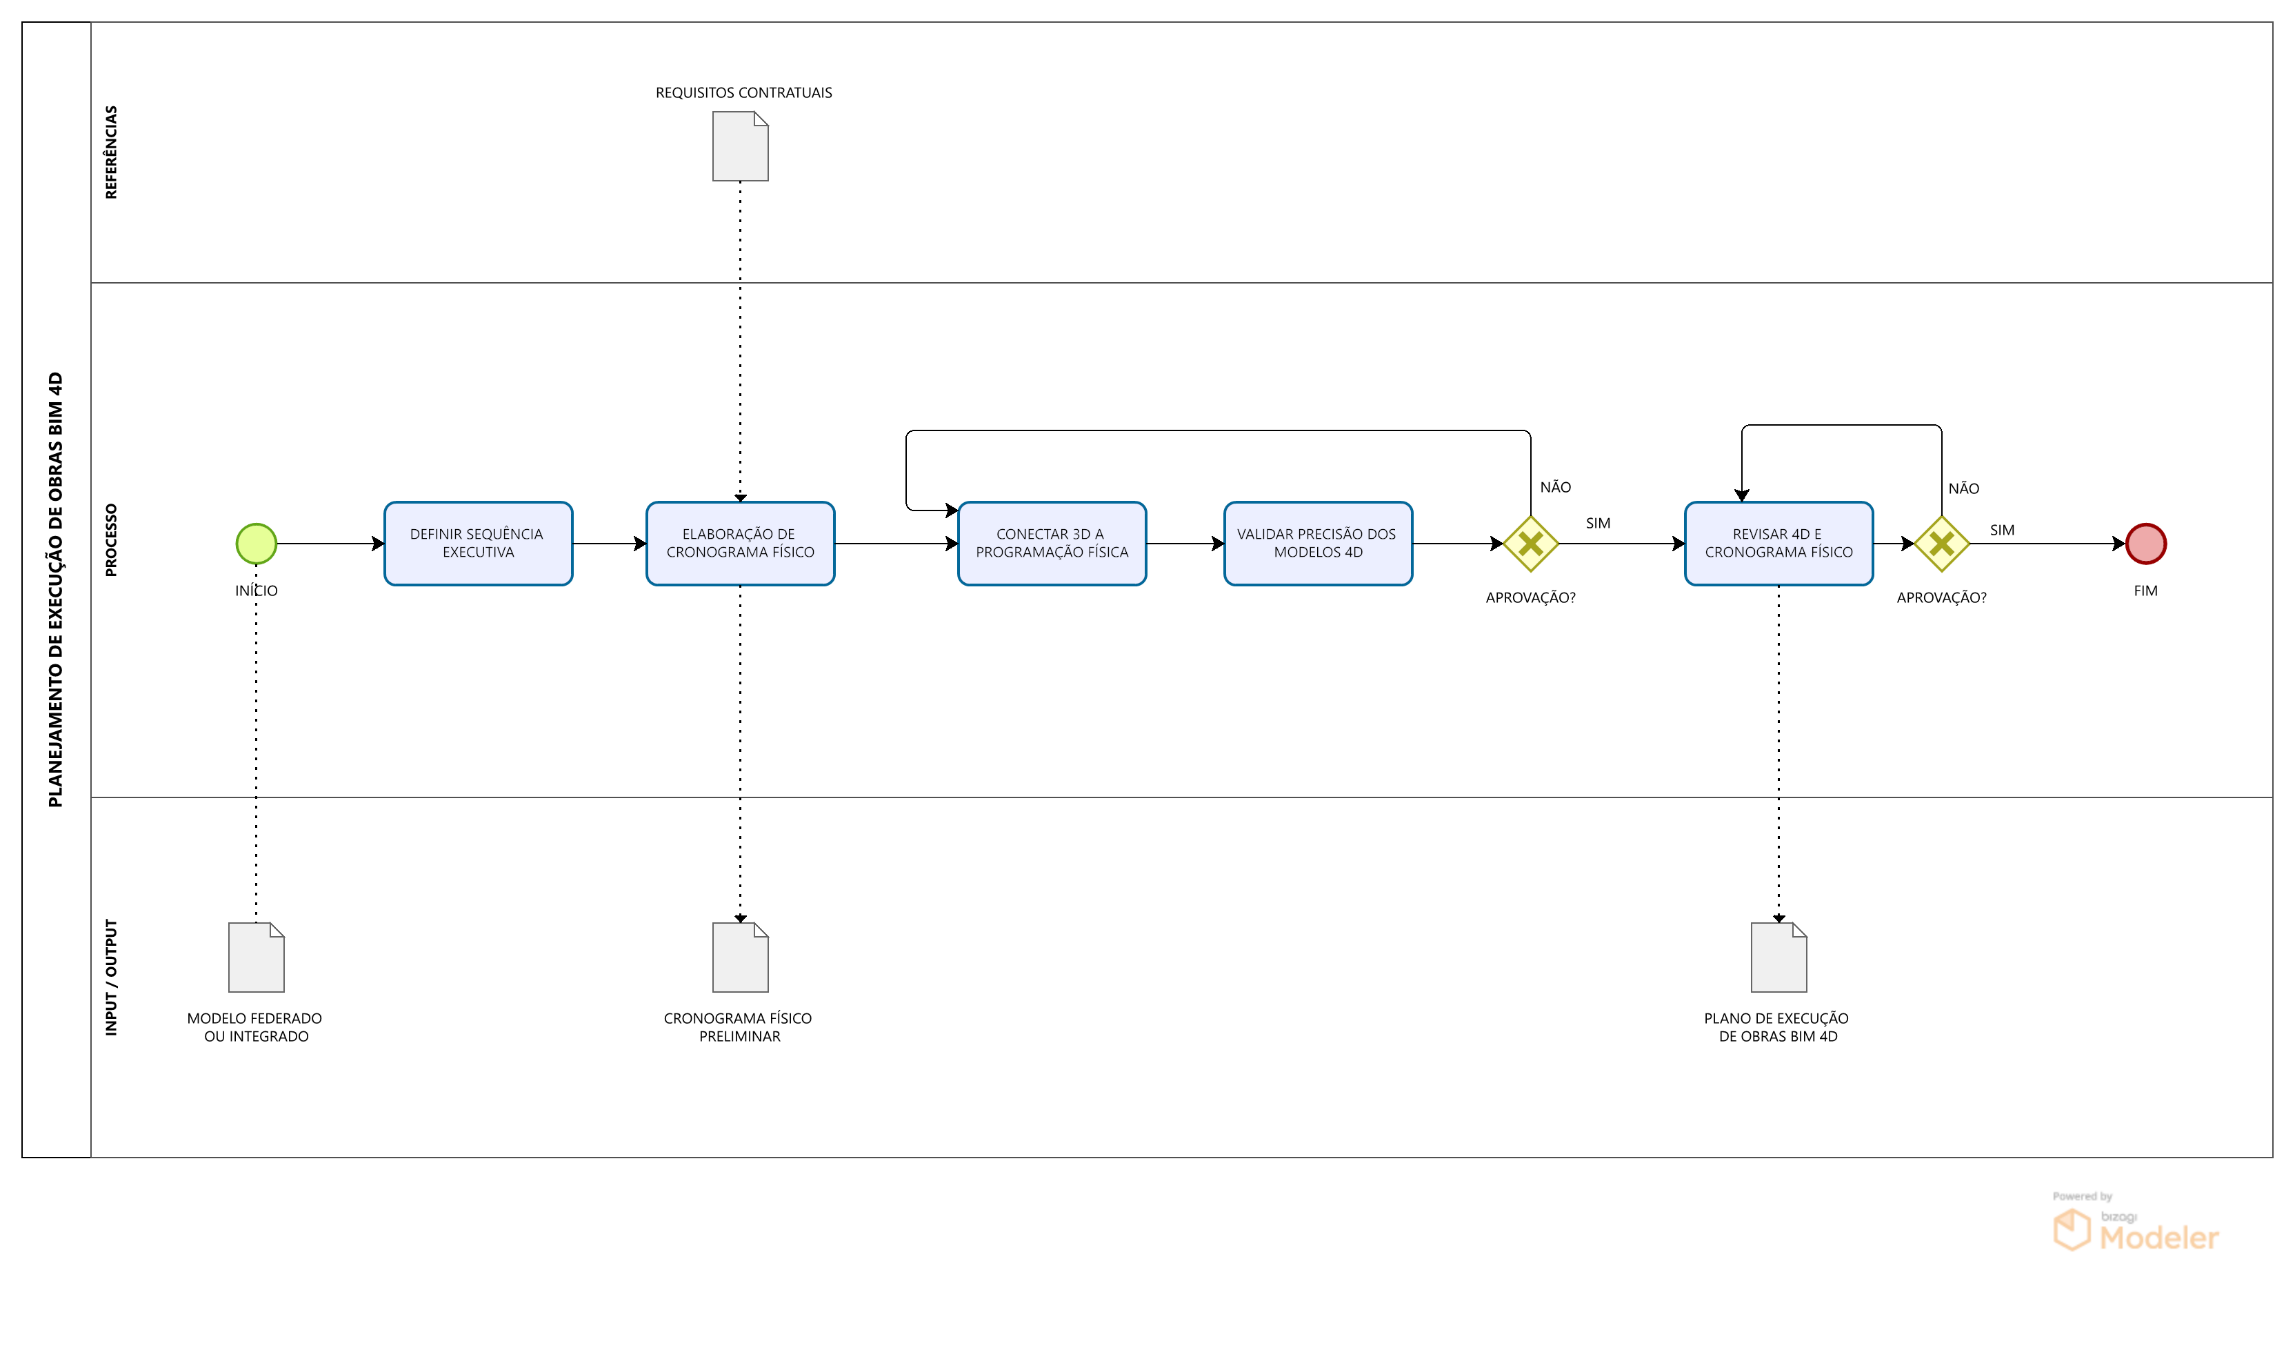 PLANEJAMENTO DE EXECUÇÃO DE OBRAS BIM 4D
REFERÊNCIAS
REQUISITOS CONTRATUAIS
PROCESSO
INÍCIO
DEFINIR SEQUÊNCIA
EXECUTIVA
ELABORAÇÃO DE
CRONOGRAMA FÍSICO
CONECTAR 3D A
PROGRAMAÇÃO FÍSICA
VALIDAR PRECISÃO DOS
MODELOS 4D
NÃO
SIM
APROVAÇÃO?
REVISAR 4D E
CRONOGRAMA FÍSICO
NÃO
SIM
APROVAÇÃO?
FIM
INPUT / OUTPUT
MODELO FEDERADO
OU INTEGRADO
CRONOGRAMA FÍSICO
PRELIMINAR
PLANO DE EXECUÇÃO
DE OBRAS BIM 4D
Powered by
bizagi
Modeler